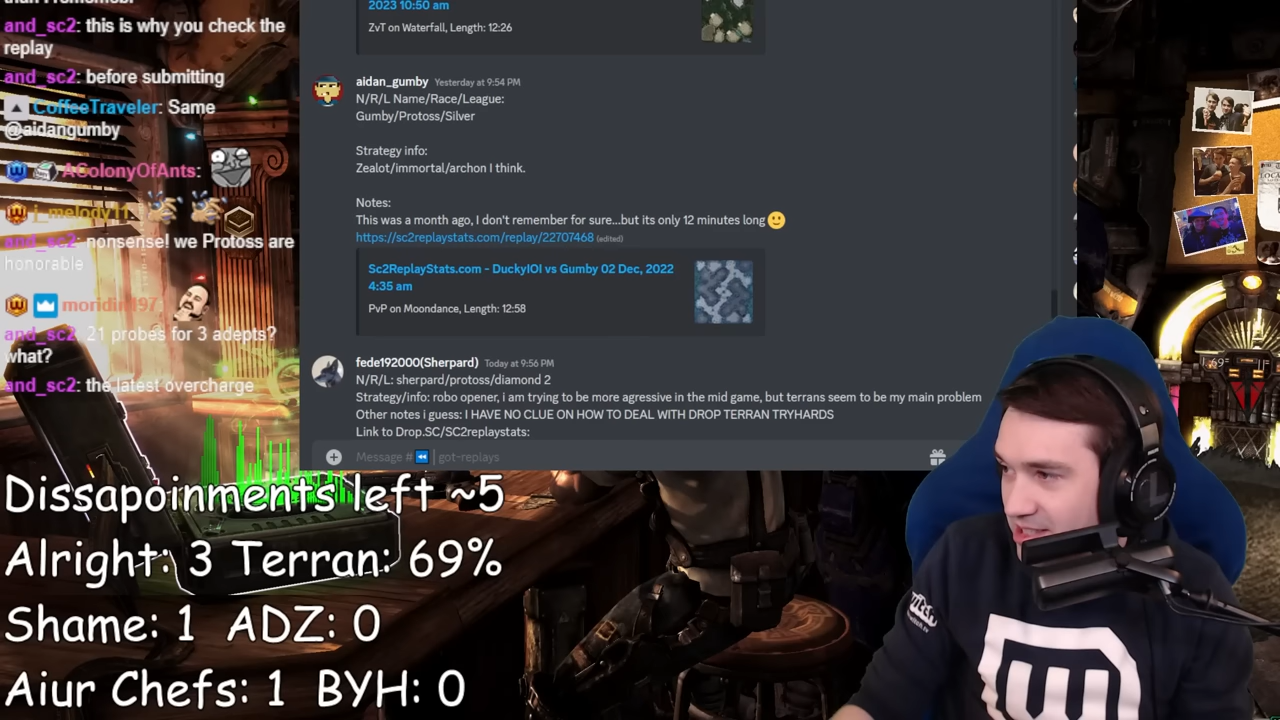 and_sc2: this is why you check the
replay
and_sc2: before submitting
CoffeeTraveler: Same
@aidangumby
AColonyOfAnts:
j_melody11
and_sc2: nonsense! we Protoss are
honorable
and_sc2: 21 probes for 3 adepts?
what?
and_sc2: the latest overcharge
2023 10:50 am
ZvT on Waterfall, Length: 12:26
aidan_gumby Yesterday at 9:54 PM
N/R/L Name/Race/League:
Gumby/Protoss/Silver
Strategy info:
Zealot/immortal/archon I think.
Notes:
This was a month ago, I don't remember for sure...but its only 12 minutes long
https://sc2replaystats.com/replay/22707468 (edited)
Sc2ReplayStats.com - DuckyIOI vs Gumby 02 Dec, 2022
4:35 am
PvP on Moondance, Length: 12:58
fede192000(Sherpard) Today at 9:56 PM
N/R/L: sherpard/protoss/diamond 2
Strategy/info: robo opener, i am trying to be more agressive in the mid game, but terrans seem to be my main problem
Other notes i guess: I HAVE NO CLUE ON HOW TO DEAL WITH DROP TERRAN TRYHARDS
Link to Drop.SC/SC2replaystats:
Message # | got-replays
Dissapoinments left ~5
Alright: 3 Terran: 69%
Shame: 1 ADZ: 0
Aiur Chefs: 1 BYH: 0